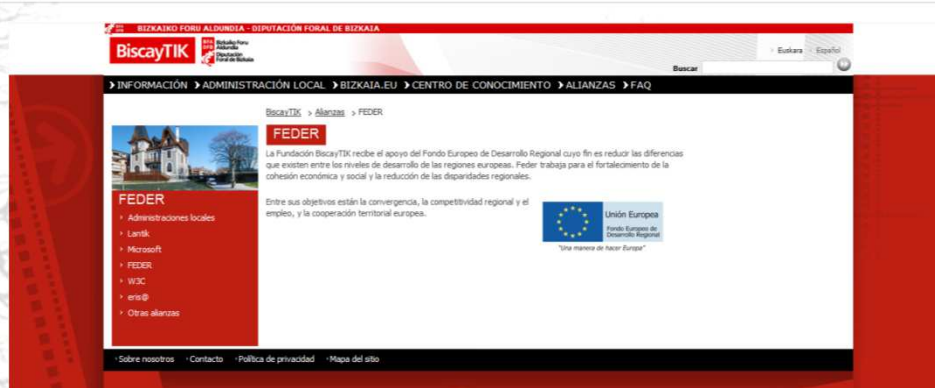 BIZKAIKO FORU ALDUNDIA - DIPUTACIÓN FORAL DE BIZKAIA
BiscayTIK
Bizkaiko Foru
Aldundia
Diputación
Foral de Bizkaia
Euskara Español
Buscar
INFORMACIÓN ADMINISTRACIÓN LOCAL BIZKAIA.EU CENTRO DE CONOCIMIENTO ALIANZAS FAQ
BiscayTIK > Alianzas > FEDER
FEDER
La Fundación BiscayTIK recibe el apoyo del Fondo Europeo de Desarrollo Regional cuyo fin es reducir las diferencias
que existen entre los niveles de desarrollo de las regiones europeas. Feder trabaja para el fortalecimiento de la
cohesión económica y social y la reducción de las disparidades regionales.
Entre sus objetivos están la convergencia, la competitividad regional y el
empleo, y la cooperación territorial europea.
Unión Europea
Fondo Europeo de
Desarrollo Regional
"Una manera de hacer Europa"
FEDER
Administraciones locales
Lantik
Microsoft
FEDER
W3C
eris@
Otras alianzas
Sobre nosotros Contacto Política de privacidad Mapa del sitio